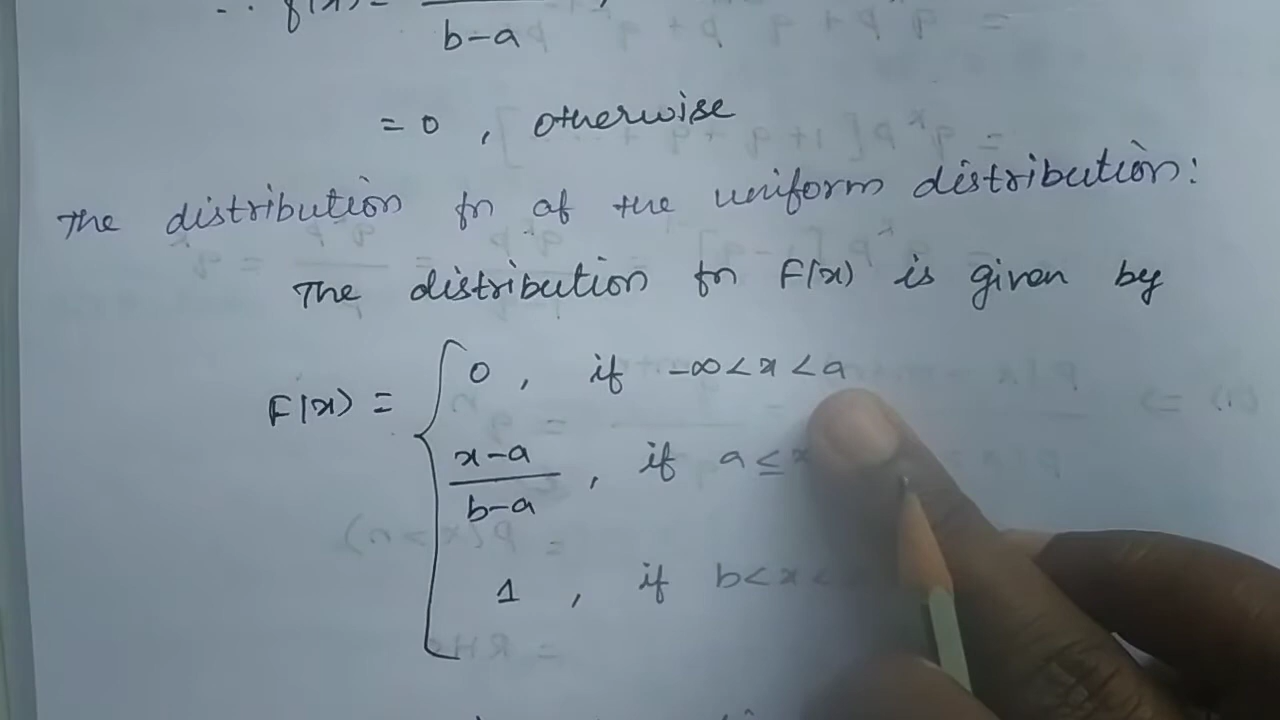 ∴ f(x) = ‾‾‾ b-a
= 0 , otherwise
The distribution fn of the uniform distribution:
The distribution fn F(x) is given by
F(x) = { 0 , if -∞ < x < a
x-a / b-a , if a ≤ x
1 , if b < x <